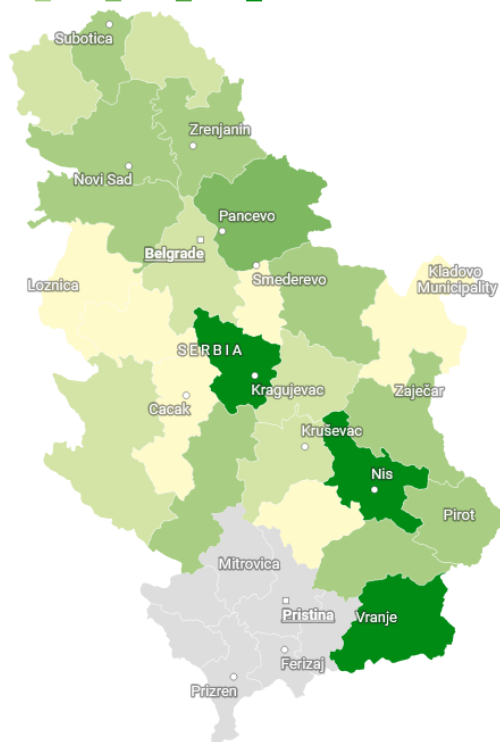 Subotica
Zrenjanin
Novi Sad
Pancevo
Belgrade
Smederevo
Kladovo
Municipality
Loznica
SERBIA
Kragujevac
Zaječar
Cacak
Kruševac
Nis
Pirot
Mitrovica
Pristina
Vranje
Ferizaj
Prizren